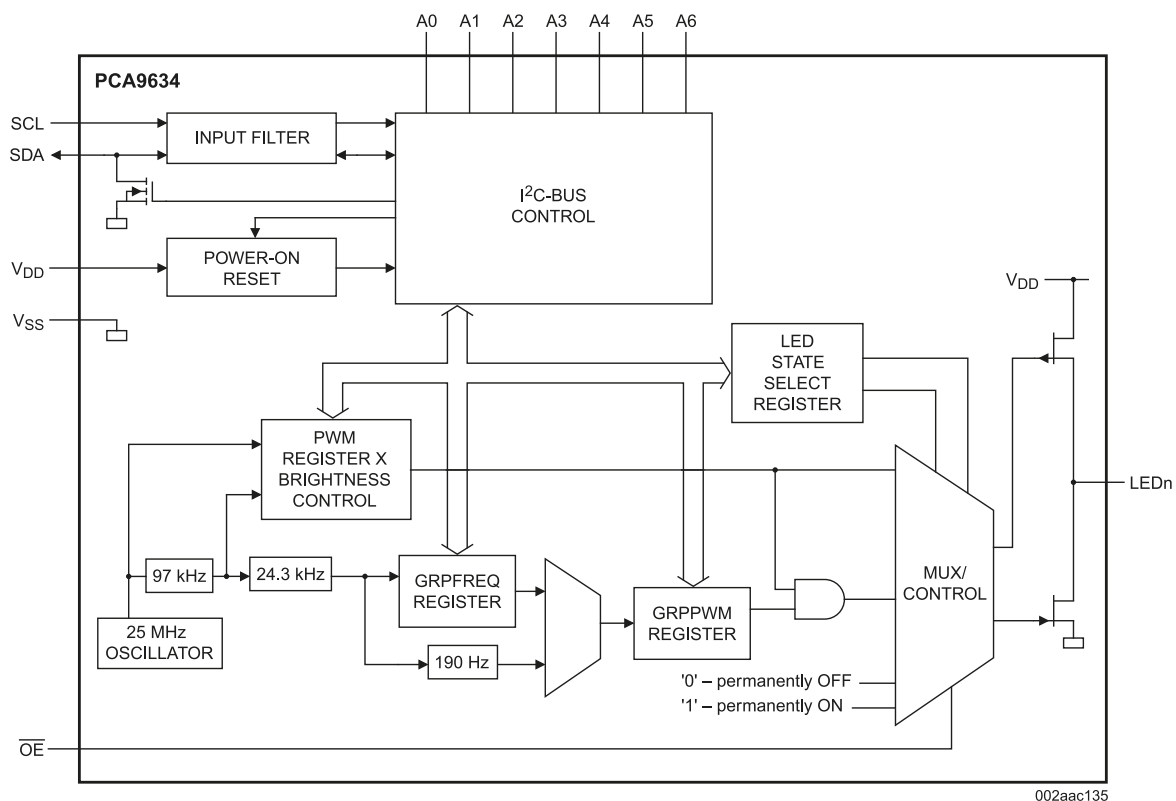 A0 A1 A2 A3 A4 A5 A6
PCA9634
SCL
INPUT FILTER
SDA
I²C-BUS
CONTROL
POWER-ON
RESET
VDD
VSS
VDD
LED
STATE
SELECT
REGISTER
PWM
REGISTER X
BRIGHTNESS
CONTROL
LEDn
97 kHz
24.3 kHz
GRPFREQ
REGISTER
MUX/
CONTROL
GRPPWM
REGISTER
25 MHz
OSCILLATOR
190 Hz
'0' – permanently OFF
'1' – permanently ON
O̅E̅
002aac135